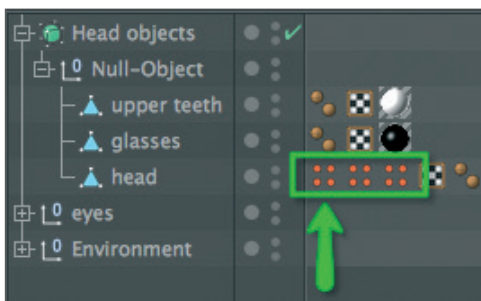 Head objects
Null-Object
upper teeth
glasses
head
eyes
Environment